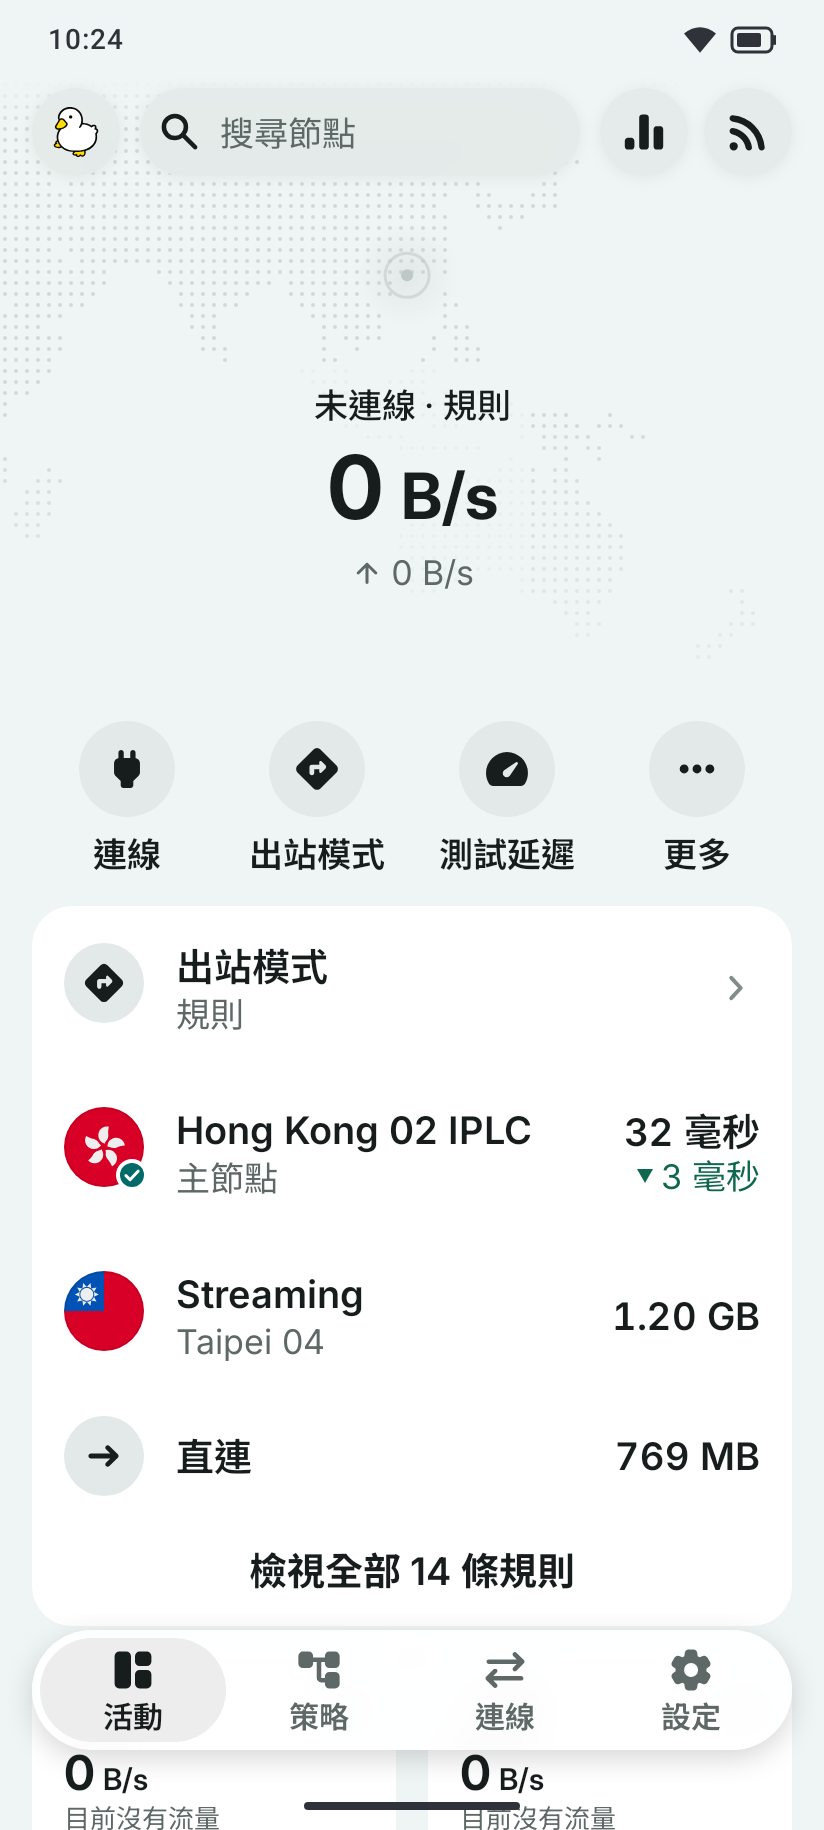 10:24
搜尋節點
未連線 · 規則
0 B/s
↑ 0 B/s
連線
出站模式
測試延遲
更多
出站模式
規則
Hong Kong 02 IPLC
32 毫秒
主節點
▼3 毫秒
Streaming
1.20 GB
Taipei 04
直連
769 MB
檢視全部 14 條規則
活動
策略
連線
設定
0 B/s
0 B/s
目前沒有流量
目前沒有流量